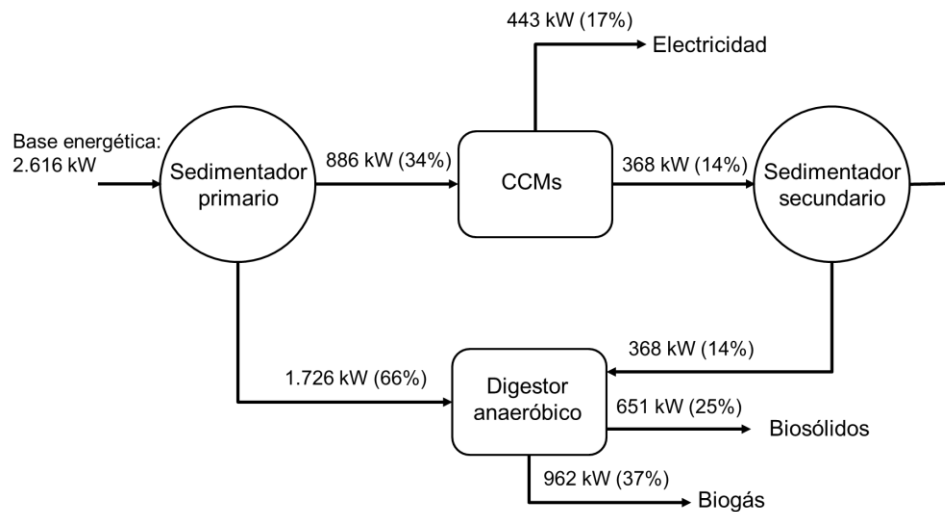 443 kW (17%)
Electricidad
Base energética:
2.616 kW
Sedimentador
primario
886 kW (34%)
CCMs
368 kW (14%)
Sedimentador
secundario
1.726 kW (66%)
Digestor
anaeróbico
368 kW (14%)
651 kW (25%)
Biosólidos
962 kW (37%)
Biogás